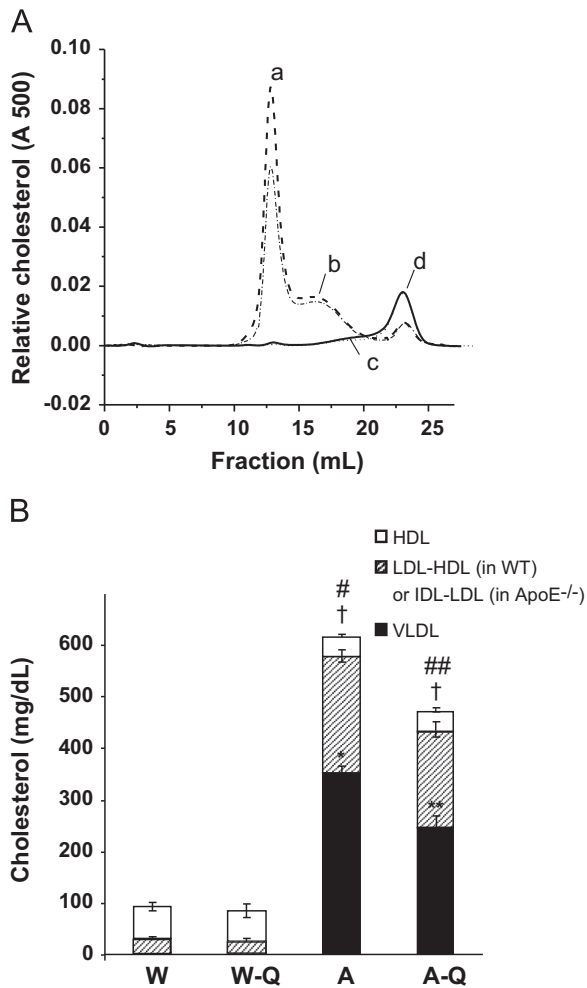 A
Relative cholesterol (A 500)
0.10
0.08
0.06
0.04
0.02
0.00
-0.02
a
b
c
d
0 5 10 15 20 25
Fraction (mL)
B
HDL
LDL-HDL (in WT)
or IDL-LDL (in ApoE-/-)
VLDL
Cholesterol (mg/dL)
600
500
400
300
200
100
0
#
†
*
##
†
**
W W-Q A A-Q